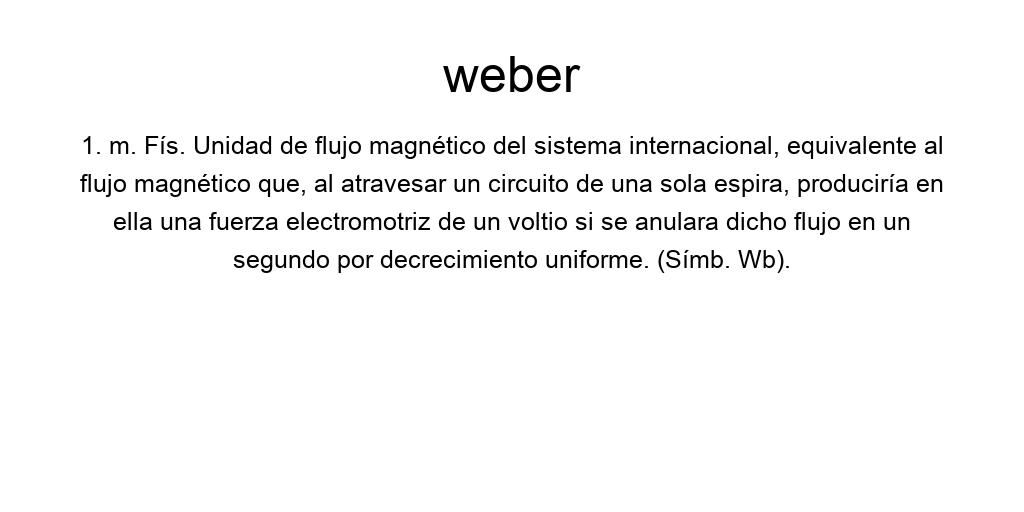 weber
1. m. Fís. Unidad de flujo magnético del sistema internacional, equivalente al
flujo magnético que, al atravesar un circuito de una sola espira, produciría en
ella una fuerza electromotriz de un voltio si se anulara dicho flujo en un
segundo por decrecimiento uniforme. (Símb. Wb).